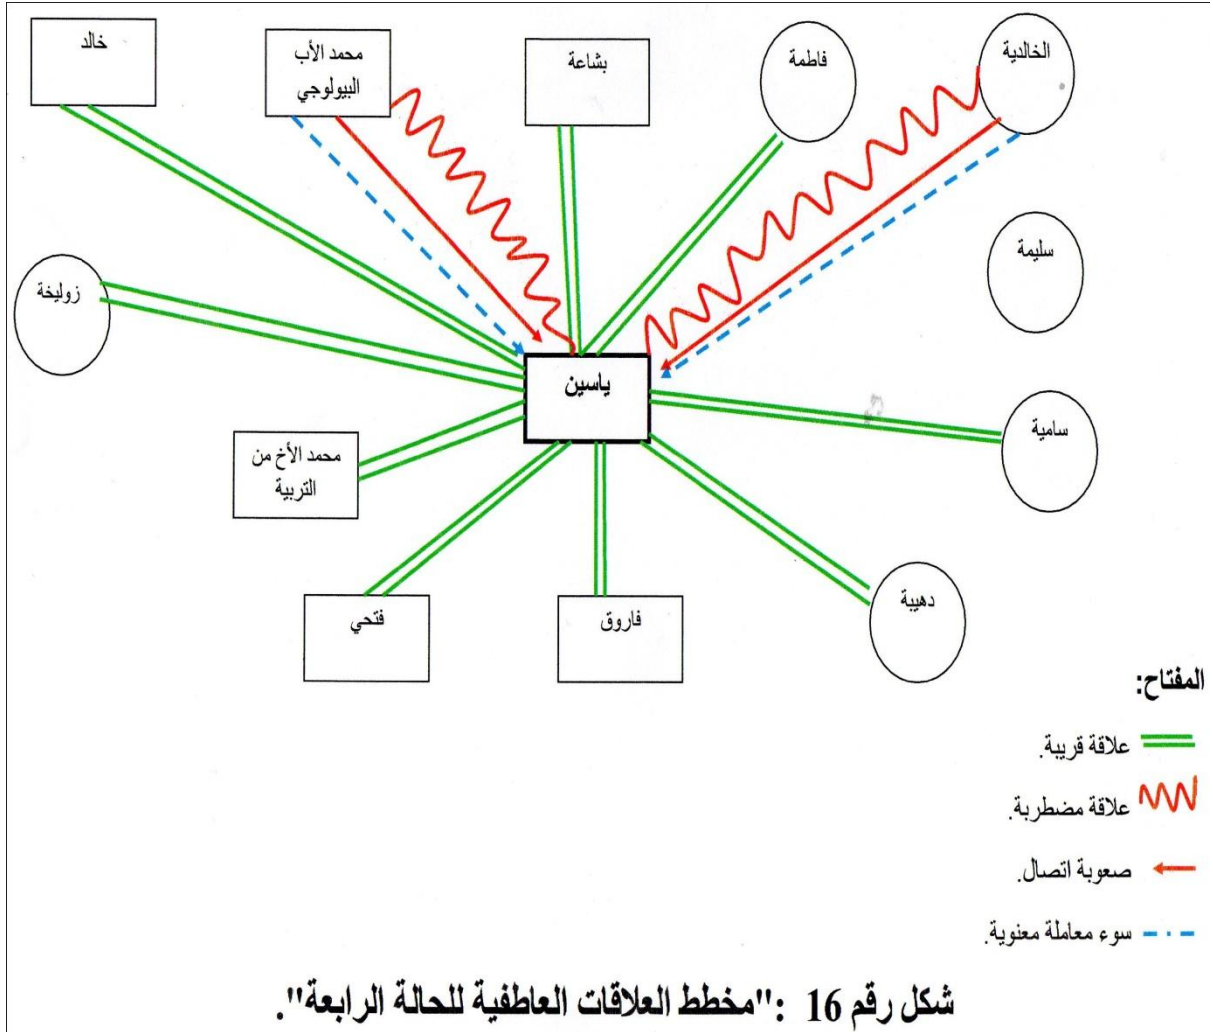 الخالدية
فاطمة
بشاعة
محمد الأب
البيولوجي
خالد
سليمة
زوليخة
ياسين
سامية
محمد الأخ من
التربية
دهيبة
فاروق
فتحي
المفتاح:
علاقة قريبة.
علاقة مضطربة.
صعوبة اتصال.
سوء معاملة معنوية.
شكل رقم 16 :"مخطط العلاقات العاطفية للحالة الرابعة".